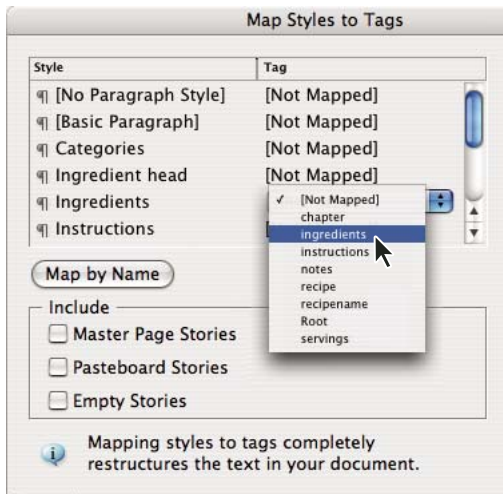 Map Styles to Tags
Style Tag
¶ [No Paragraph Style] [Not Mapped]
¶ [Basic Paragraph] [Not Mapped]
¶ Categories [Not Mapped]
¶ Ingredient head [Not Mapped]
¶ Ingredients
¶ Instructions [
✓ [Not Mapped]
chapter
ingredients
instructions
notes
recipe
recipename
Root
servings
Map by Name
Include
Master Page Stories
Pasteboard Stories
Empty Stories
Mapping styles to tags completely
restructures the text in your document.